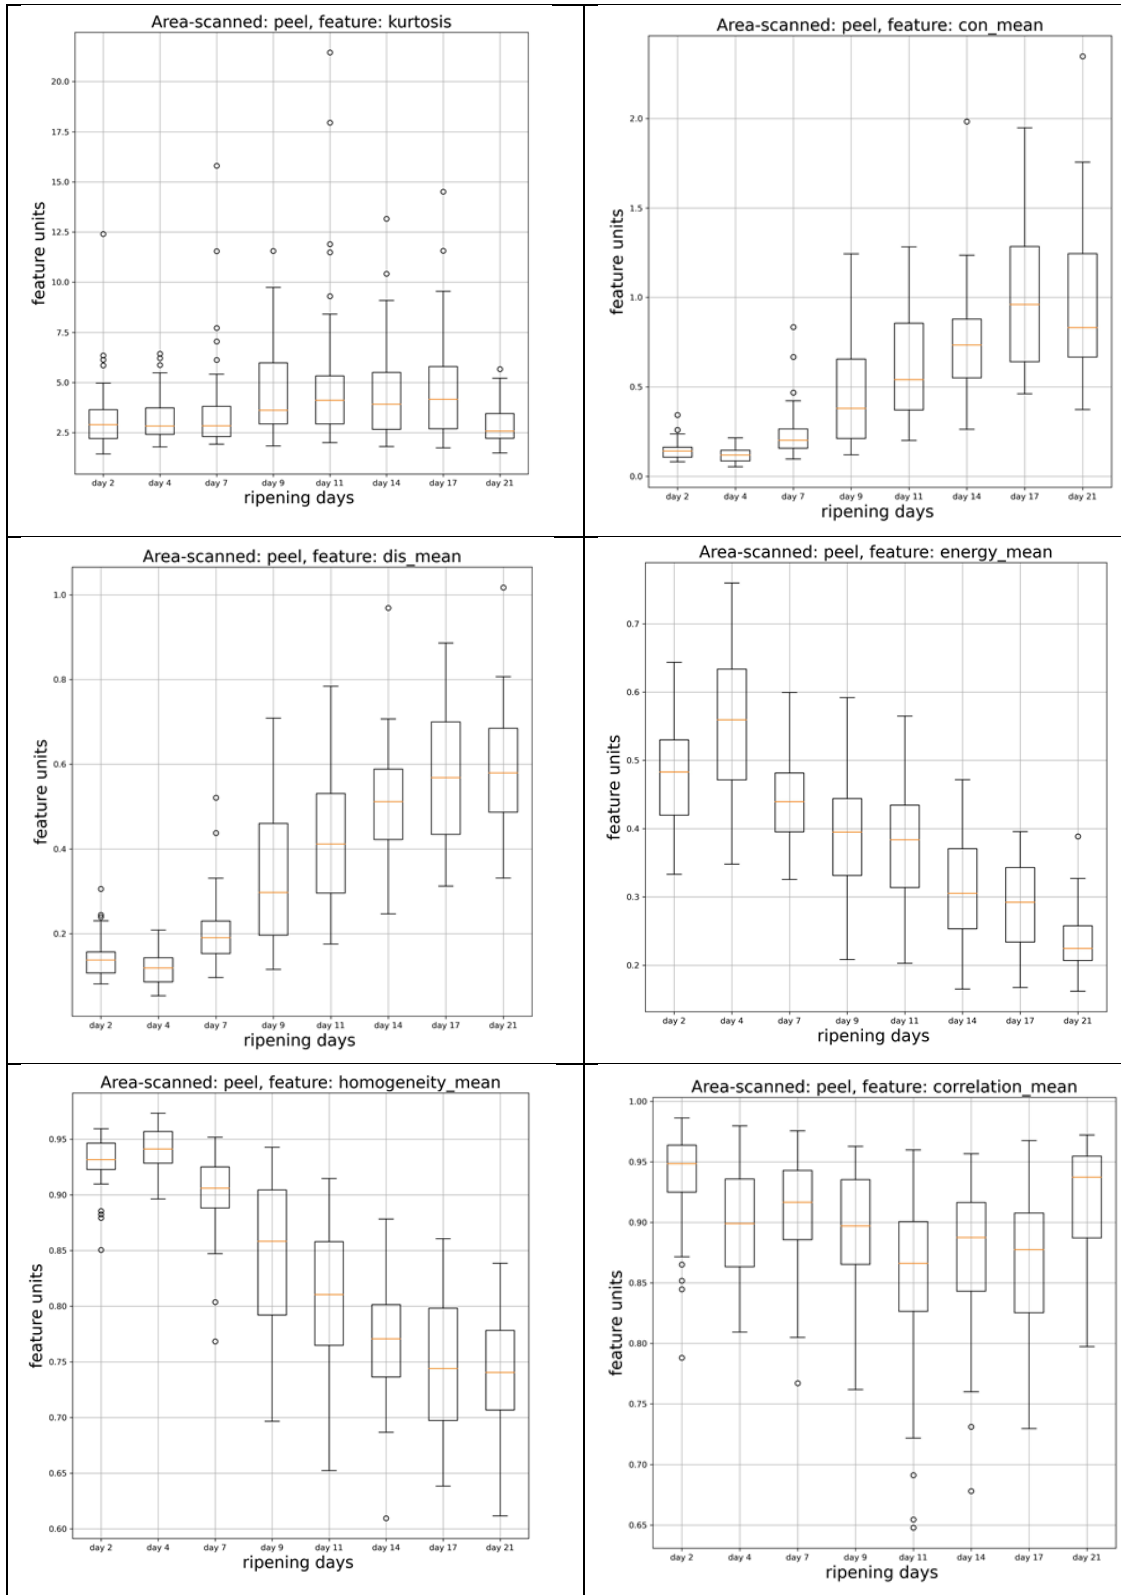 Area-scanned: peel, feature: kurtosis
20.0
17.5
15.0
12.5
10.0
7.5
5.0
2.5
feature units
day 2 day 4 day 7 day 9 day 11 day 14 day 17 day 21
ripening days
Area-scanned: peel, feature: con_mean
2.0
1.5
1.0
0.5
0.0
feature units
day 2 day 4 day 7 day 9 day 11 day 14 day 17 day 21
ripening days
Area-scanned: peel, feature: dis_mean
1.0
0.8
0.6
0.4
0.2
feature units
day 2 day 4 day 7 day 9 day 11 day 14 day 17 day 21
ripening days
Area-scanned: peel, feature: energy_mean
0.7
0.6
0.5
0.4
0.3
0.2
feature units
day 2 day 4 day 7 day 9 day 11 day 14 day 17 day 21
ripening days
Area-scanned: peel, feature: homogeneity_mean
0.95
0.90
0.85
0.80
0.75
0.70
0.65
0.60
feature units
day 2 day 4 day 7 day 9 day 11 day 14 day 17 day 21
ripening days
Area-scanned: peel, feature: correlation_mean
1.00
0.95
0.90
0.85
0.80
0.75
0.70
0.65
feature units
day 2 day 4 day 7 day 9 day 11 day 14 day 17 day 21
ripening days